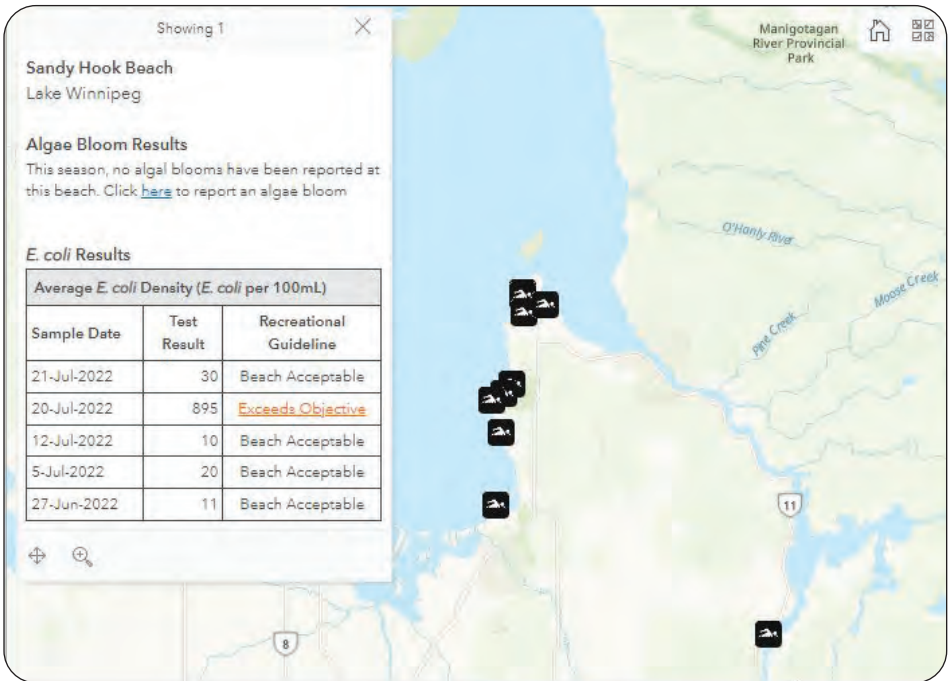 Showing 1
Sandy Hook Beach
Lake Winnipeg
Algae Bloom Results
This season, no algal blooms have been reported at
this beach. Click here to report an algae bloom
E. coli Results
Average E. coli Density (E. coli per 100mL)
Sample Date Test Result Recreational Guideline
21-Jul-2022 30 Beach Acceptable
20-Jul-2022 895 Exceeds Objective
12-Jul-2022 10 Beach Acceptable
5-Jul-2022 20 Beach Acceptable
27-Jun-2022 11 Beach Acceptable
Manigotagan
River Provincial
Park
O'Hanly River
Moose Creek
Pine Creek
11
8